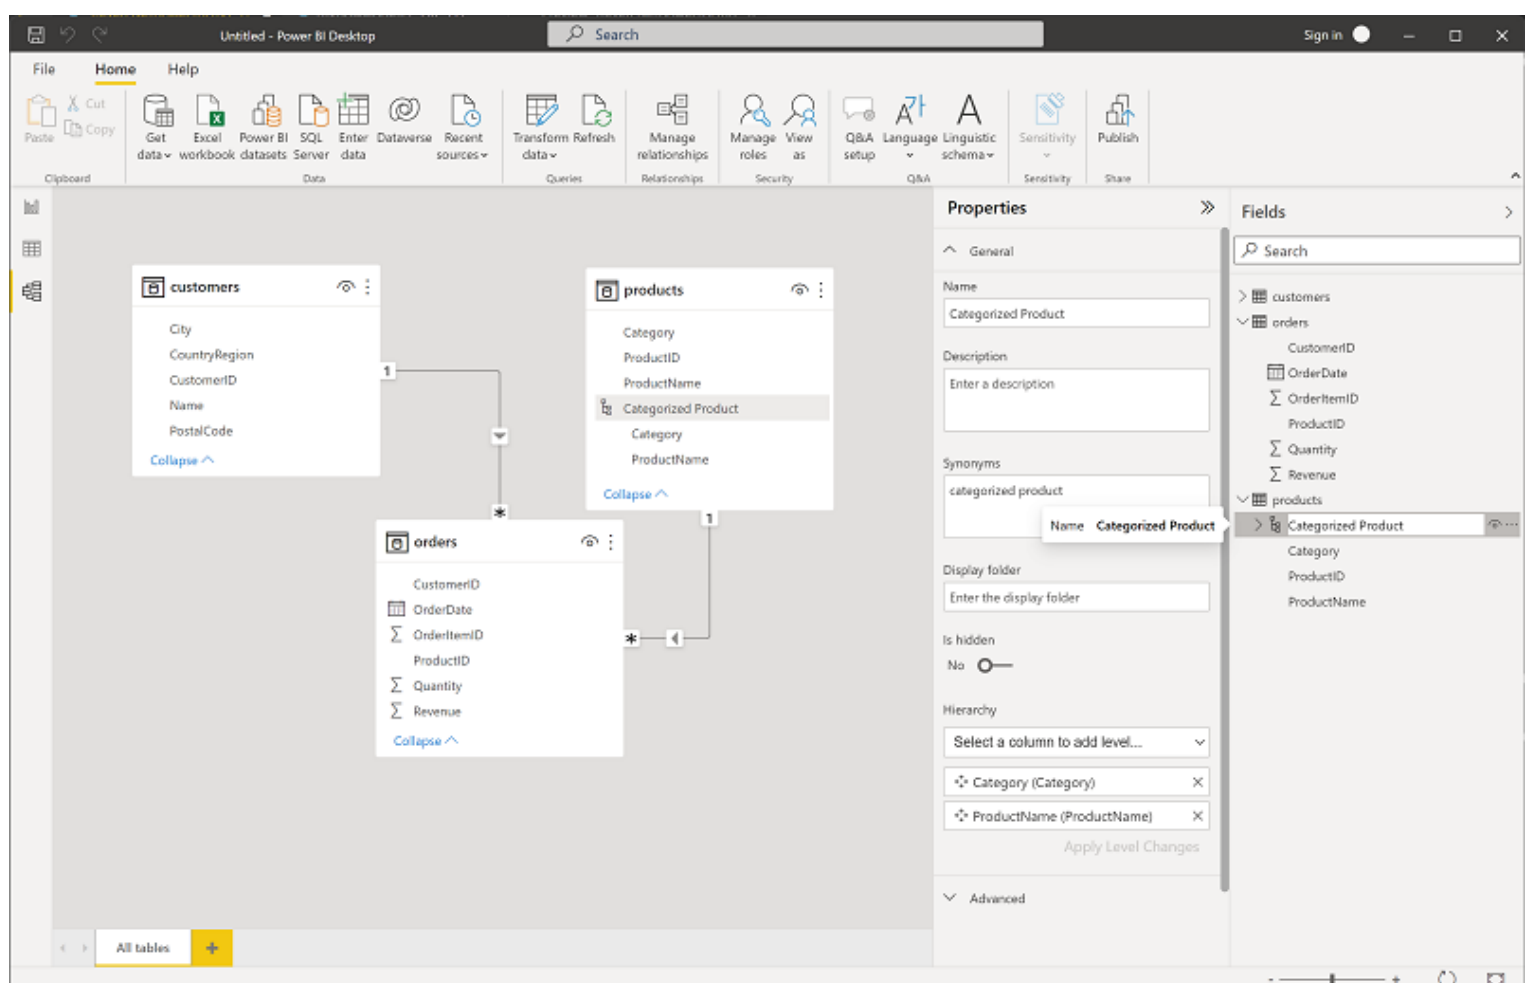 Untitled - Power BI Desktop
Search
Sign in
File Home Help
Paste
Cut
Copy
Clipboard
Get data
Excel workbook
Power BI datasets
SQL Server
Enter data
Dataverse
Recent sources
Data
Transform data
Refresh
Queries
Manage relationships
Relationships
Manage roles
View as
Security
Q&A setup
Language
Linguistic schema
Q&A
Sensitivity
Sensitivity
Publish
Share
customers
City
CountryRegion
CustomerID
Name
PostalCode
Collapse
1
*
products
Category
ProductID
ProductName
Categorized Product
Category
ProductName
Collapse
1
*
orders
CustomerID
OrderDate
OrderItemID
ProductID
Quantity
Revenue
Collapse
All tables
+
Properties
General
Name
Categorized Product
Description
Enter a description
Synonyms
categorized product
Name Categorized Product
Display folder
Enter the display folder
Is hidden
No
Hierarchy
Select a column to add level...
Category (Category)
ProductName (ProductName)
Apply Level Changes
Advanced
Fields
Search
customers
orders
CustomerID
OrderDate
OrderItemID
ProductID
Quantity
Revenue
products
Categorized Product
Category
ProductID
ProductName